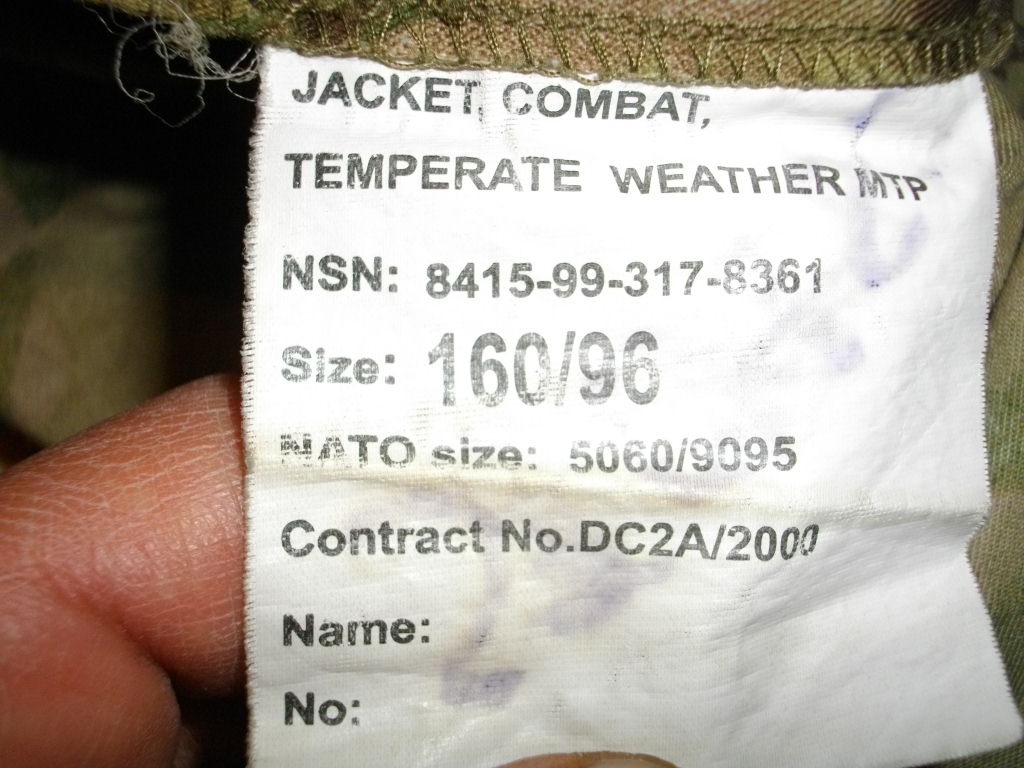 JACKET, COMBAT,
TEMPERATE WEATHER MTP
NSN: 8415-99-317-8361
Size: 160/96
NATO size: 5060/9095
Contract No.DC2A/2000
Name:
No: